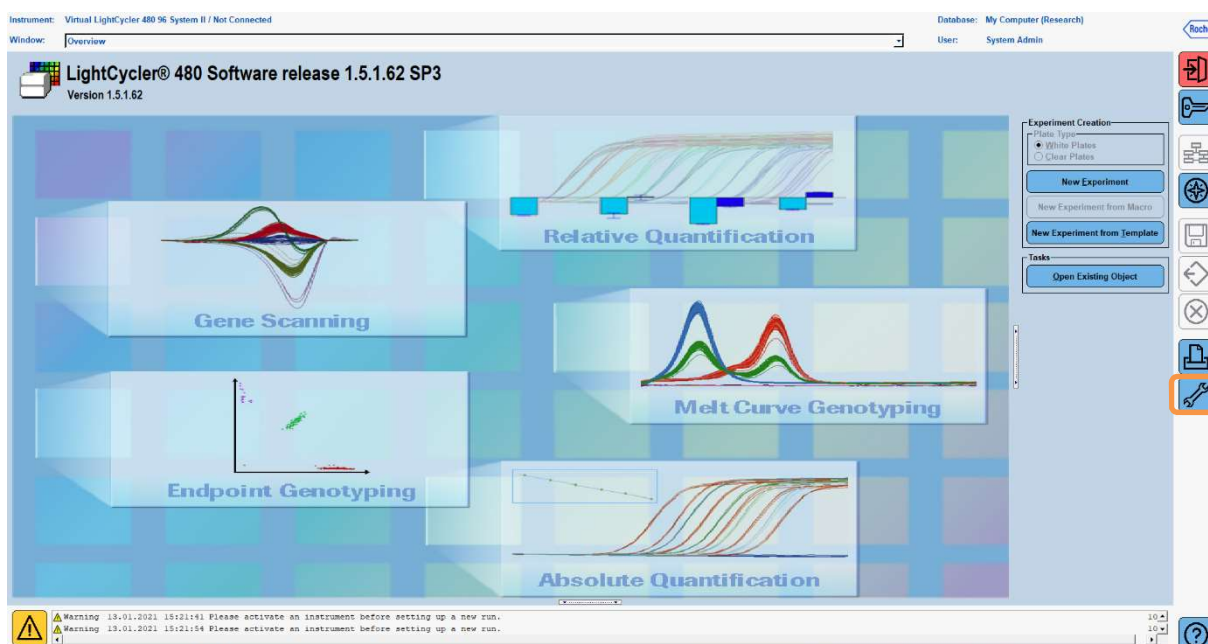 Instrument: Virtual LightCycler 480 96 System II / Not Connected
Database: My Computer (Research)
Window: Overview
User: System Admin
LightCycler® 480 Software release 1.5.1.62 SP3
Version 1.5.1.62
Relative Quantification
Gene Scanning
Melt Curve Genotyping
Endpoint Genotyping
Absolute Quantification
Experiment Creation
Plate Type
White Plates
Clear Plates
New Experiment
New Experiment from Macro
New Experiment from Template
Tasks
Open Existing Object
Warning 13.01.2021 15:21:41 Please activate an instrument before setting up a new run. 10
Warning 13.01.2021 15:21:54 Please activate an instrument before setting up a new run. 10